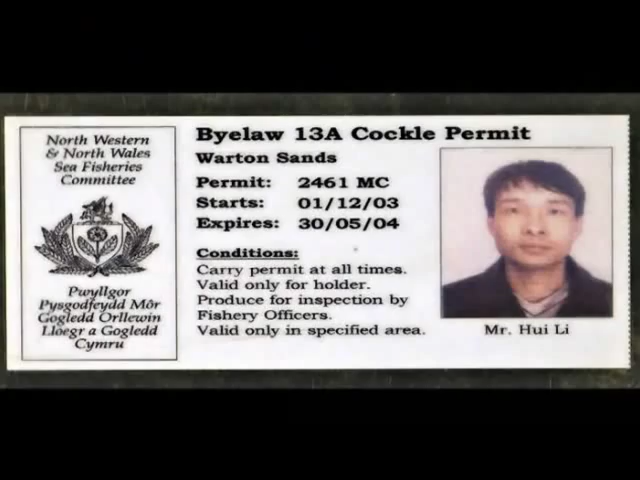 North Western
& North Wales
Sea Fisheries
Committee
Pwyllgor
Pysgodfeydd Môr
Gogledd Orllewin
Lloegr a Gogledd
Cymru
Byelaw 13A Cockle Permit
Warton Sands
Permit: 2461 MC
Starts: 01/12/03
Expires: 30/05/04
Conditions:
Carry permit at all times.
Valid only for holder.
Produce for inspection by
Fishery Officers.
Valid only in specified area.
Mr. Hui Li